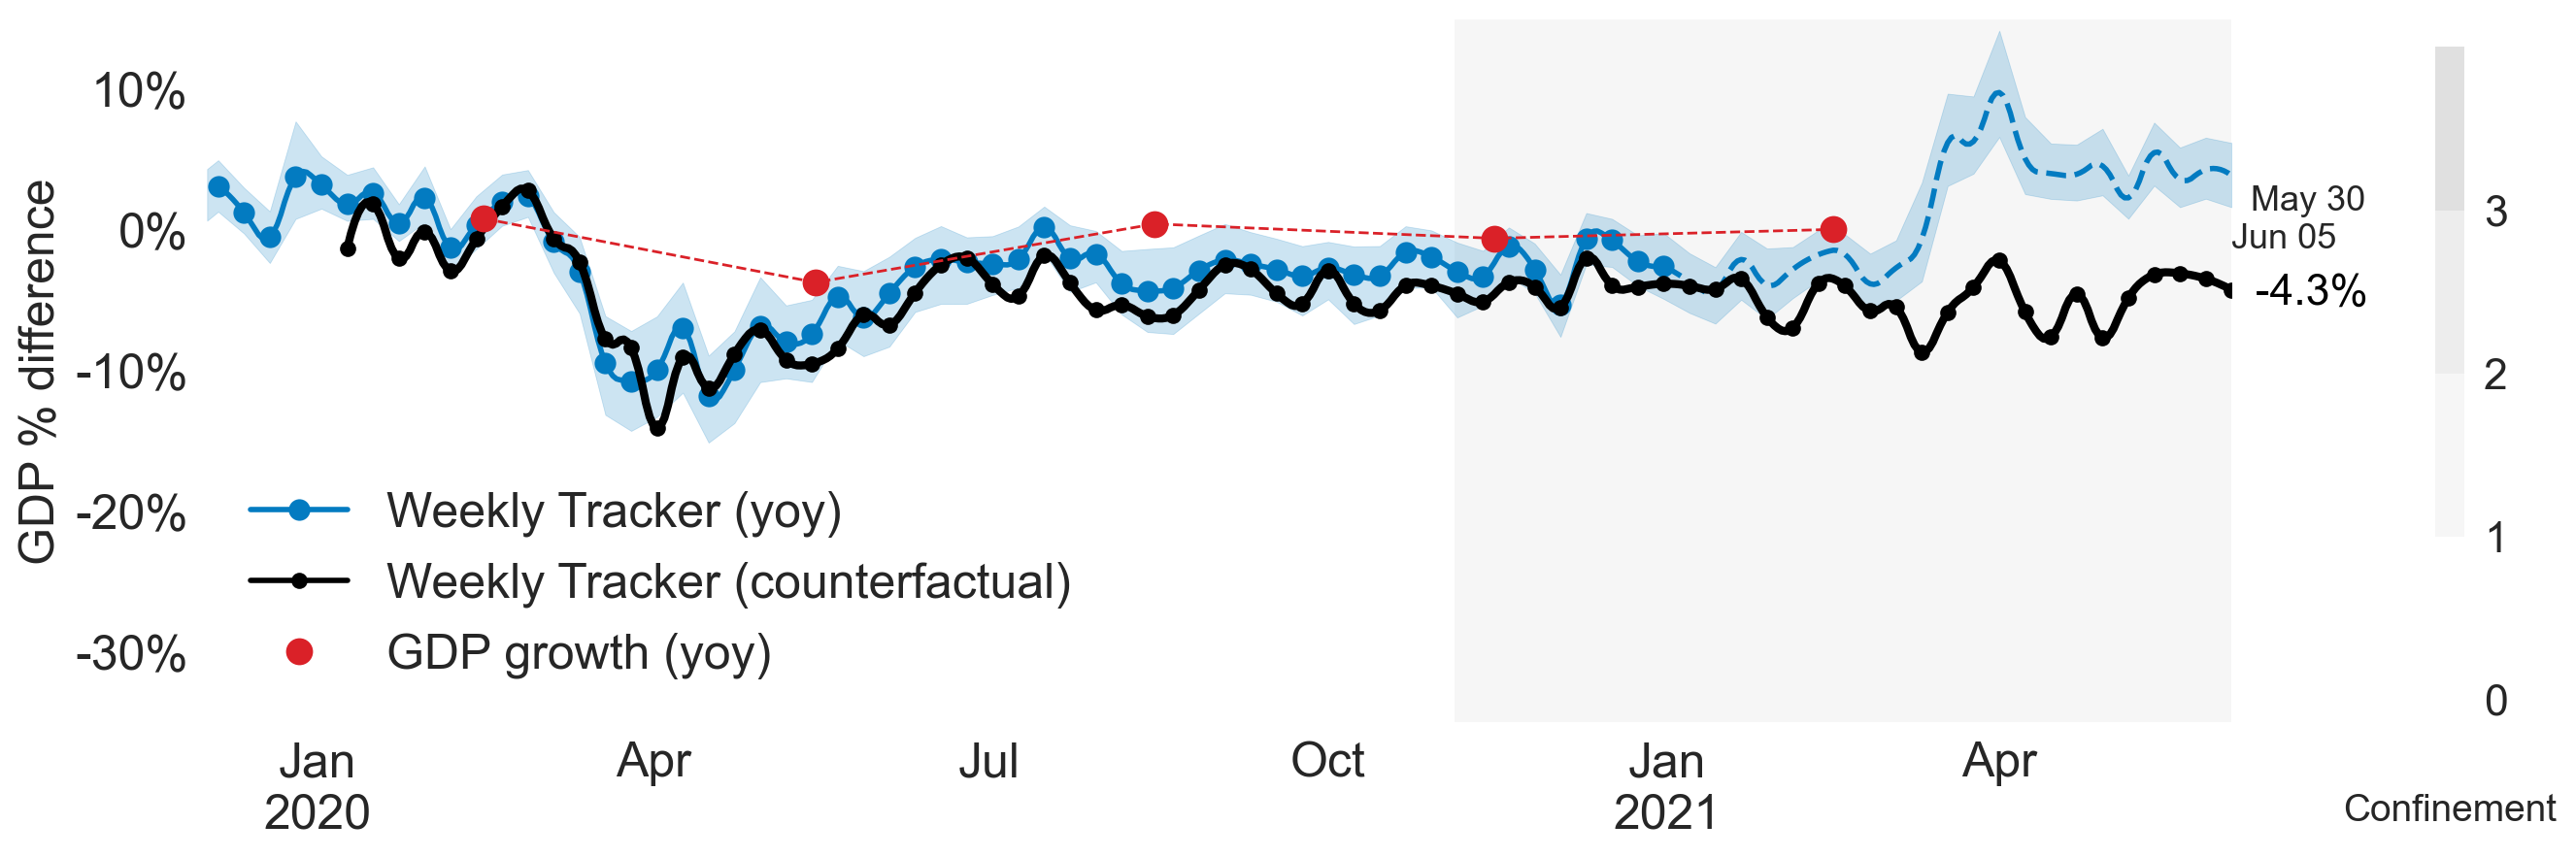 GDP % difference
10%
0%
-10%
-20%
-30%
Weekly Tracker (yoy)
Weekly Tracker (counterfactual)
GDP growth (yoy)
Jan
2020
Apr
Jul
Oct
Jan
2021
Apr
May 30
Jun 05
-4.3%
3
2
1
0
Confinement